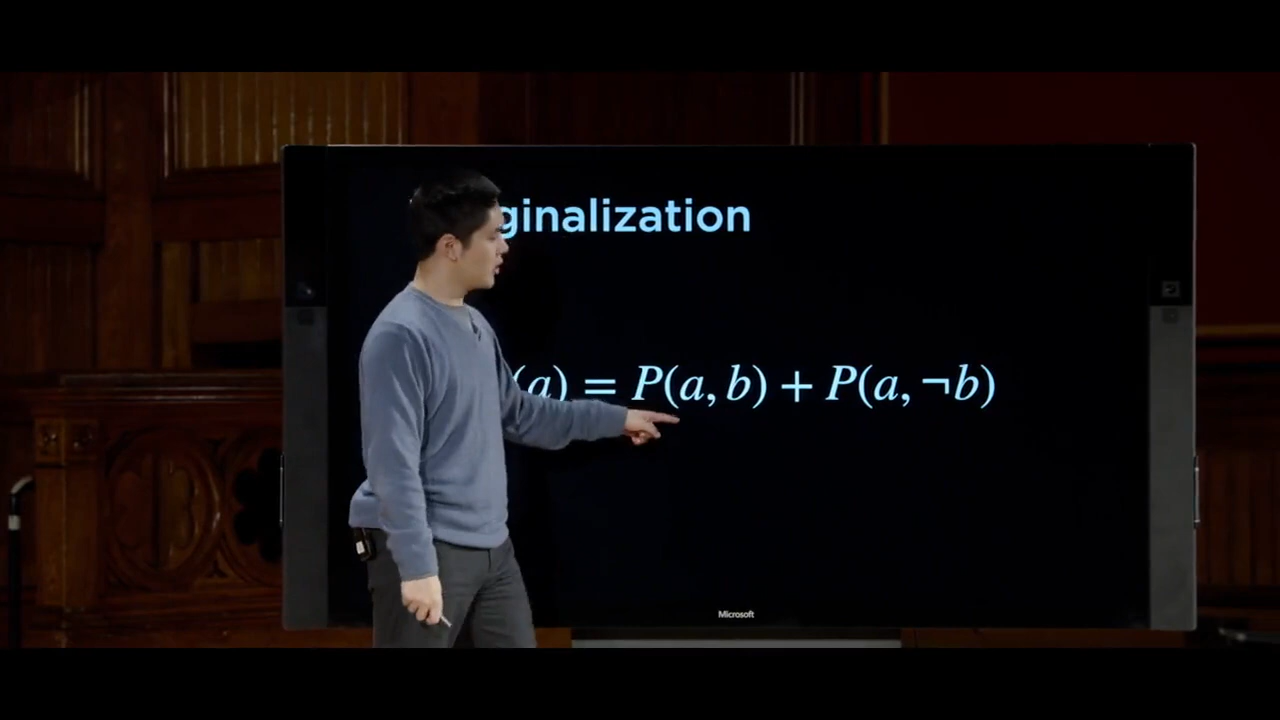 ginalization
(a) = P(a, b) + P(a, ¬b)
Microsoft